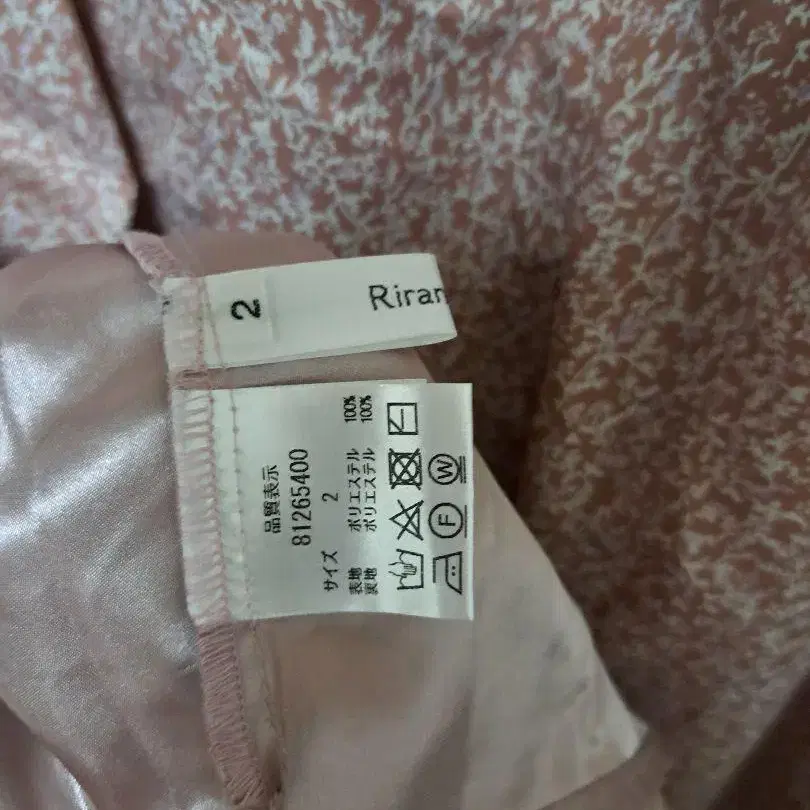 2
Riran
品質表示
81265400
サイズ 2
表地 ポリエステル 100%
裏地 ポリエステル 100%
F W